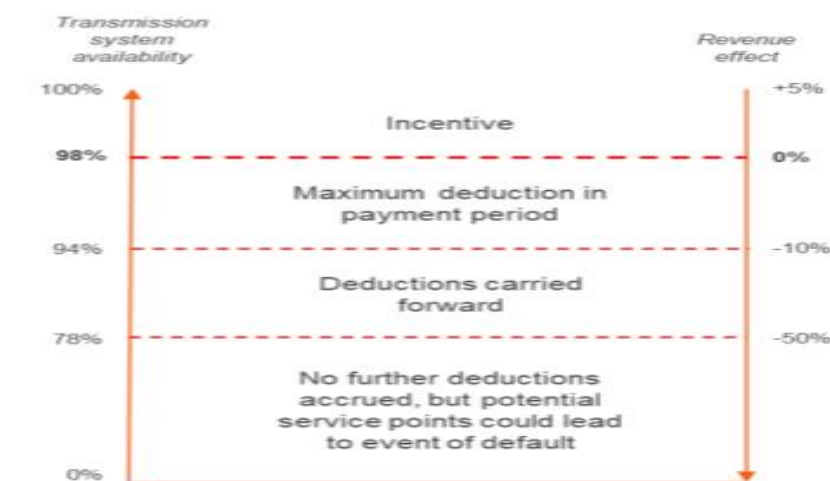 Transmission
system
availability
Revenue
effect
100%
+5%
Incentive
98%
0%
Maximum deduction in
payment period
94%
-10%
Deductions carried
forward
78%
-50%
No further deductions
accrued, but potential
service points could lead
to event of default
0%